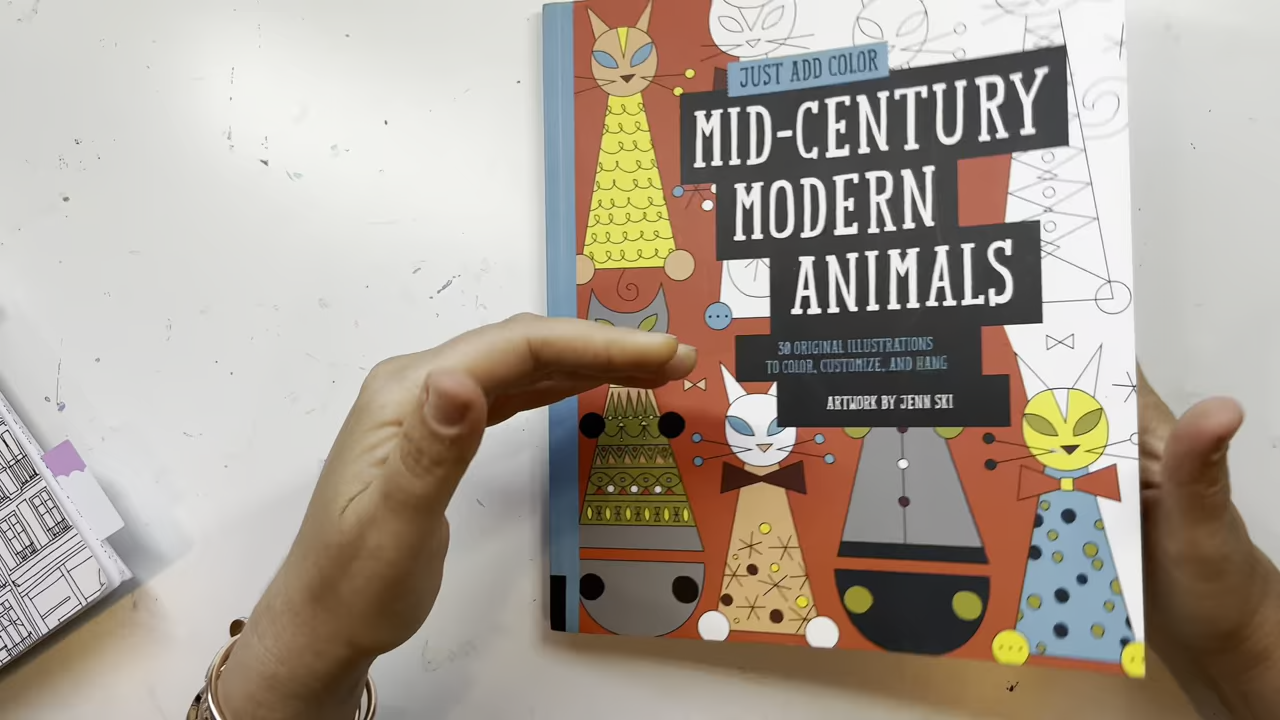 JUST ADD COLOR
MID-CENTURY
MODERN
ANIMALS
30 ORIGINAL ILLUSTRATIONS
TO COLOR, CUSTOMIZE, AND HANG
ARTWORK BY JENN SKI